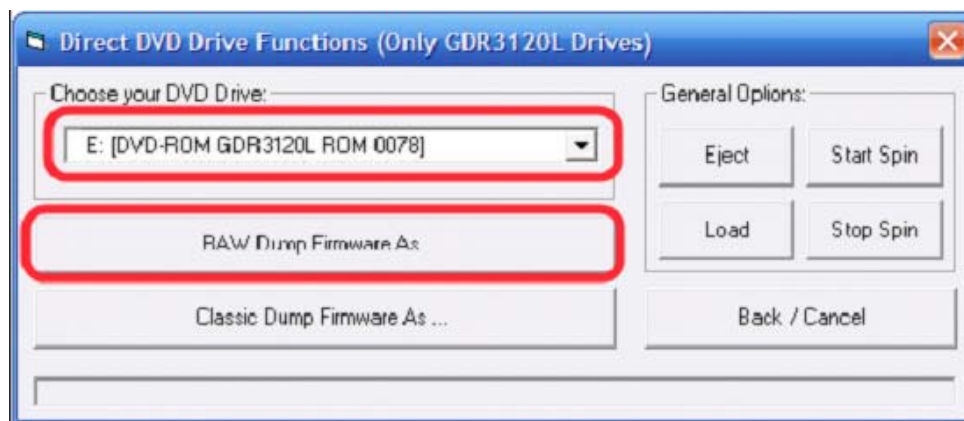 Direct DVD Drive Functions (Only GDR3120L Drives)
Choose your DVD Drive:
E: [DVD-ROM GDR3120L ROM 0078]
RAW Dump Firmware As
Classic Dump Firmware As ...
General Options:
Eject
Start Spin
Load
Stop Spin
Back / Cancel